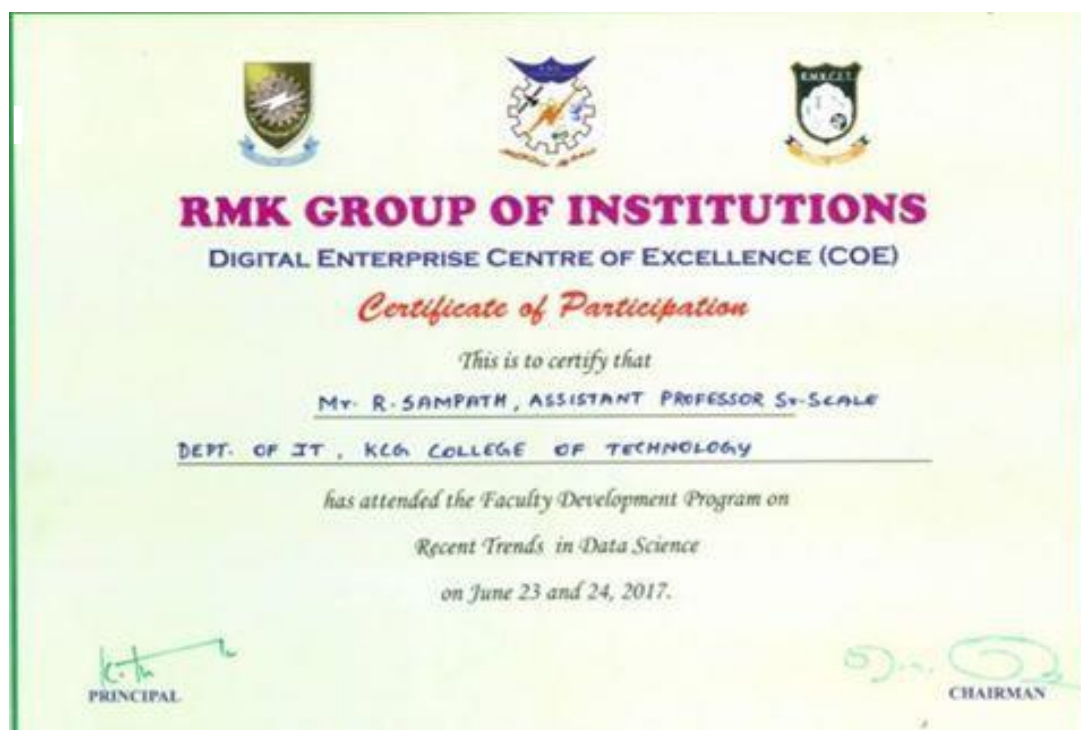 R.M.K.C.E.T.
RMK GROUP OF INSTITUTIONS
DIGITAL ENTERPRISE CENTRE OF EXCELLENCE (COE)
Certificate of Participation
This is to certify that
Mr. R. SAMPATH, ASSISTANT PROFESSOR Sr. SCALE
DEPT. OF IT, KCG COLLEGE OF TECHNOLOGY
has attended the Faculty Development Program on
Recent Trends in Data Science
on June 23 and 24, 2017.
PRINCIPAL
CHAIRMAN